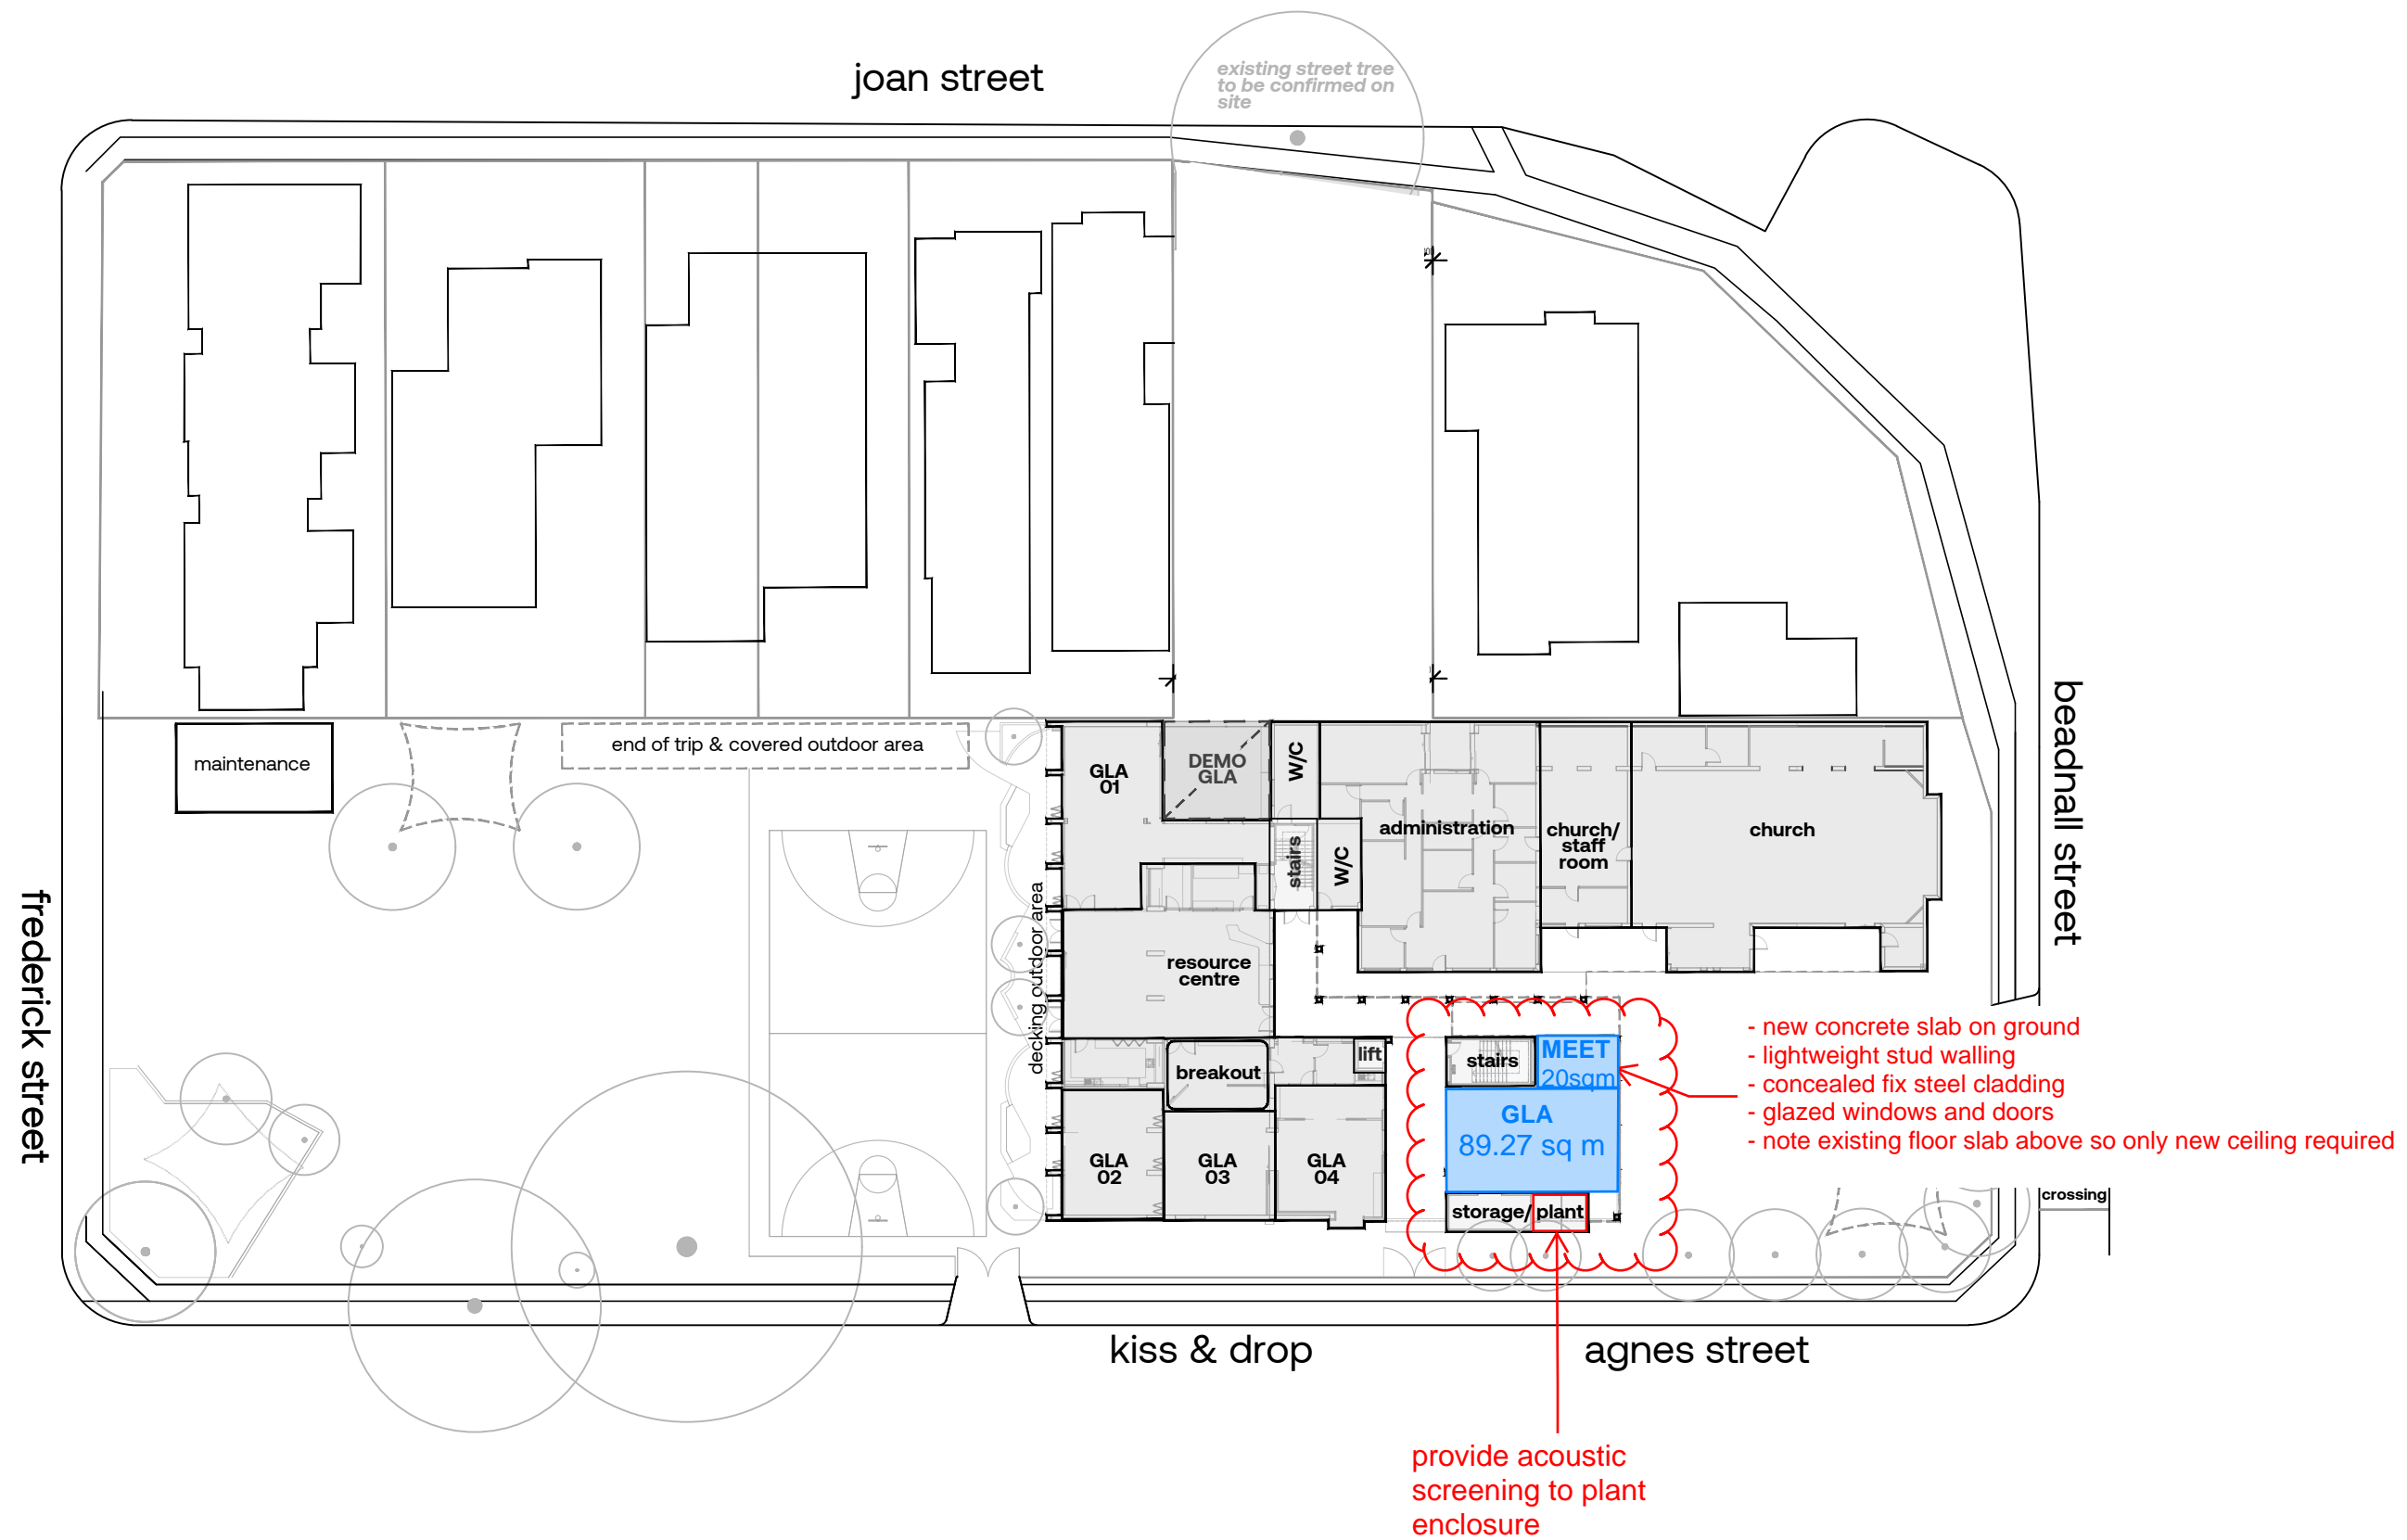 joan street
existing street tree
to be confirmed on
site
frederick street
beadnall street
maintenance
end of trip & covered outdoor area
GLA
01
DEMO
GLA
W/C
stairs
W/C
administration
church/
staff
room
church
decking outdoor area
resource
centre
lift
breakout
stairs
MEET
20sqm
GLA
89.27 sq m
GLA
02
GLA
03
GLA
04
storage/ plant
- new concrete slab on ground
- lightweight stud walling
- concealed fix steel cladding
- glazed windows and doors
- note existing floor slab above so only new ceiling required
crossing
kiss & drop
agnes street
provide acoustic
screening to plant
enclosure